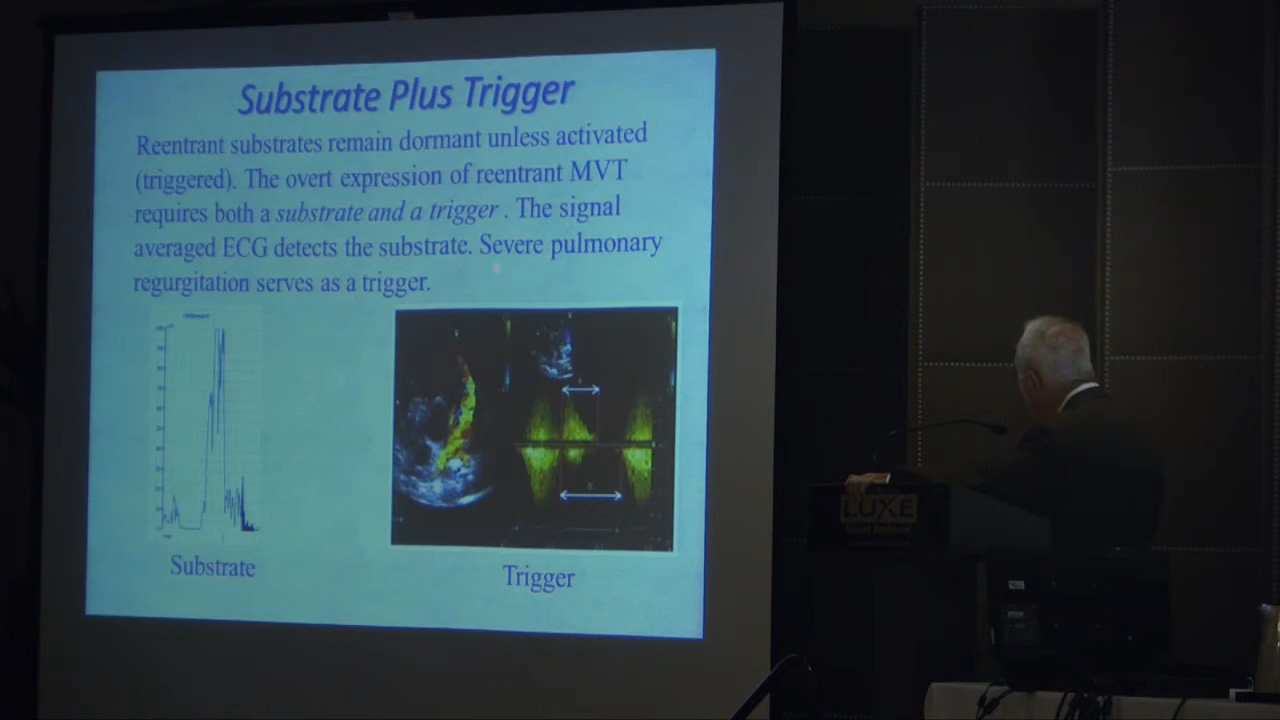 Substrate Plus Trigger
Reentrant substrates remain dormant unless activated
(triggered). The overt expression of reentrant MVT
requires both a substrate and a trigger . The signal
averaged ECG detects the substrate. Severe pulmonary
regurgitation serves as a trigger.
Substrate
Trigger
LUXE